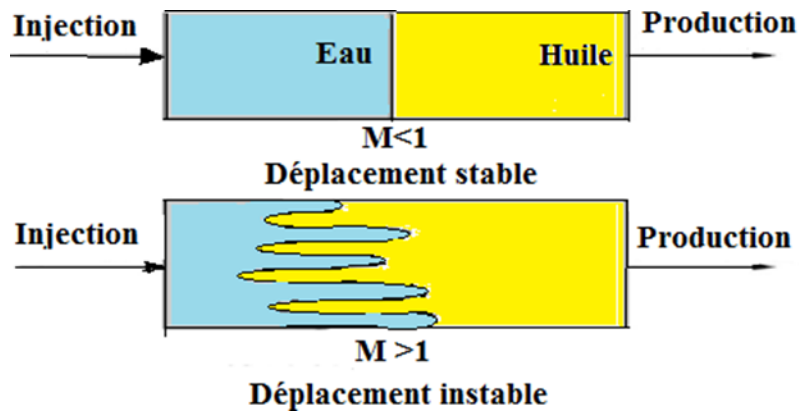 Injection
Production
Eau
Huile
M<1
Déplacement stable
Injection
Production
M >1
Déplacement instable